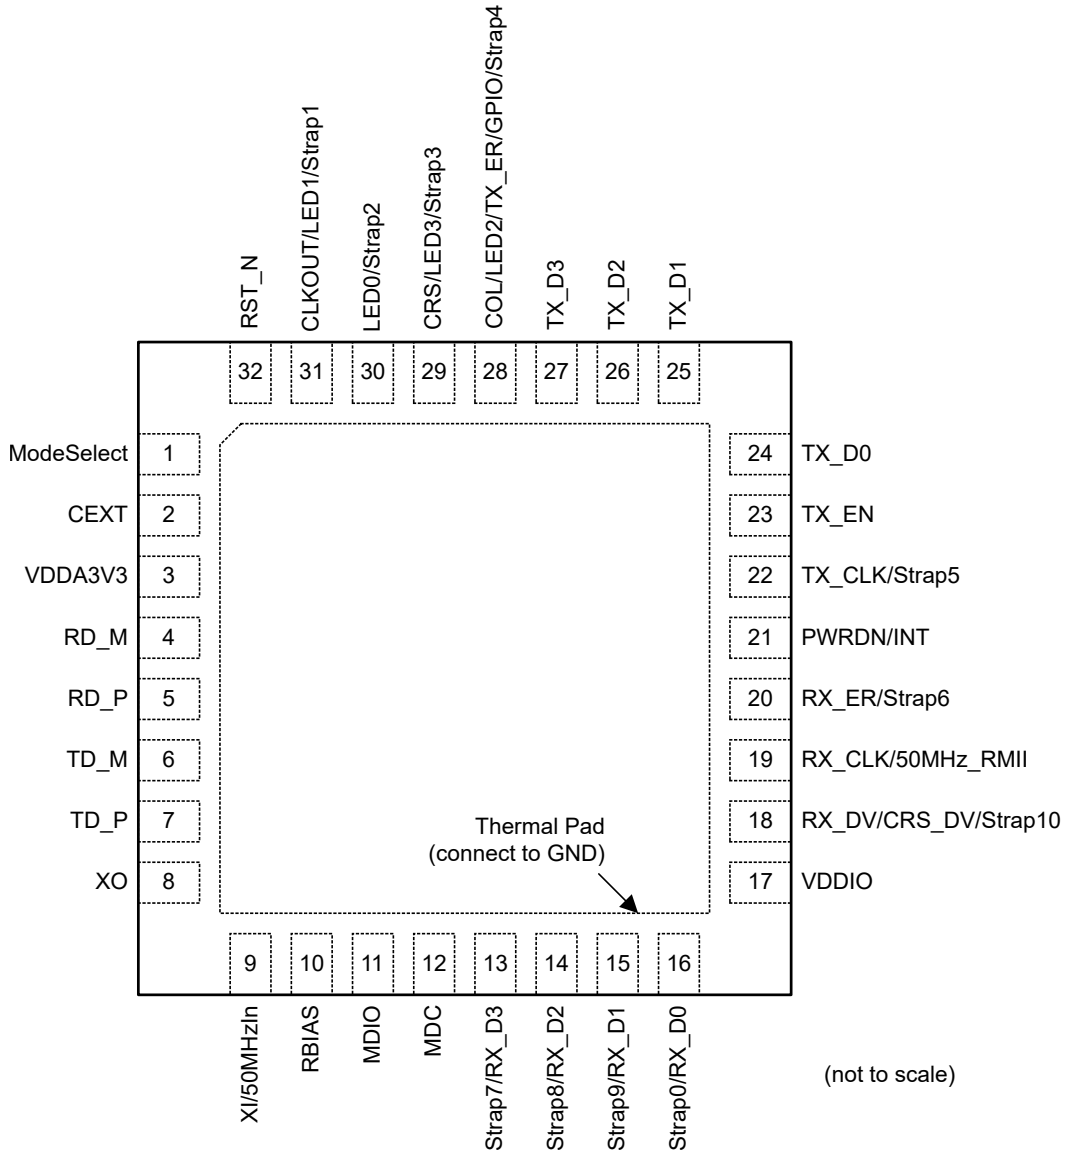 RST_N
CLKOUT/LED1/Strap1
LED0/Strap2
CRS/LED3/Strap3
COL/LED2/TX_ER/GPIO/Strap4
TX_D3
TX_D2
TX_D1
32
31
30
29
28
27
26
25
ModeSelect 1
CEXT 2
VDDA3V3 3
RD_M 4
RD_P 5
TD_M 6
TD_P 7
XO 8
24 TX_D0
23 TX_EN
22 TX_CLK/Strap5
21 PWRDN/INT
20 RX_ER/Strap6
19 RX_CLK/50MHz_RMII
18 RX_DV/CRS_DV/Strap10
17 VDDIO
Thermal Pad
(connect to GND)
9
10
11
12
13
14
15
16
XI/50MHzIn
RBIAS
MDIO
MDC
Strap7/RX_D3
Strap8/RX_D2
Strap9/RX_D1
Strap0/RX_D0
(not to scale)